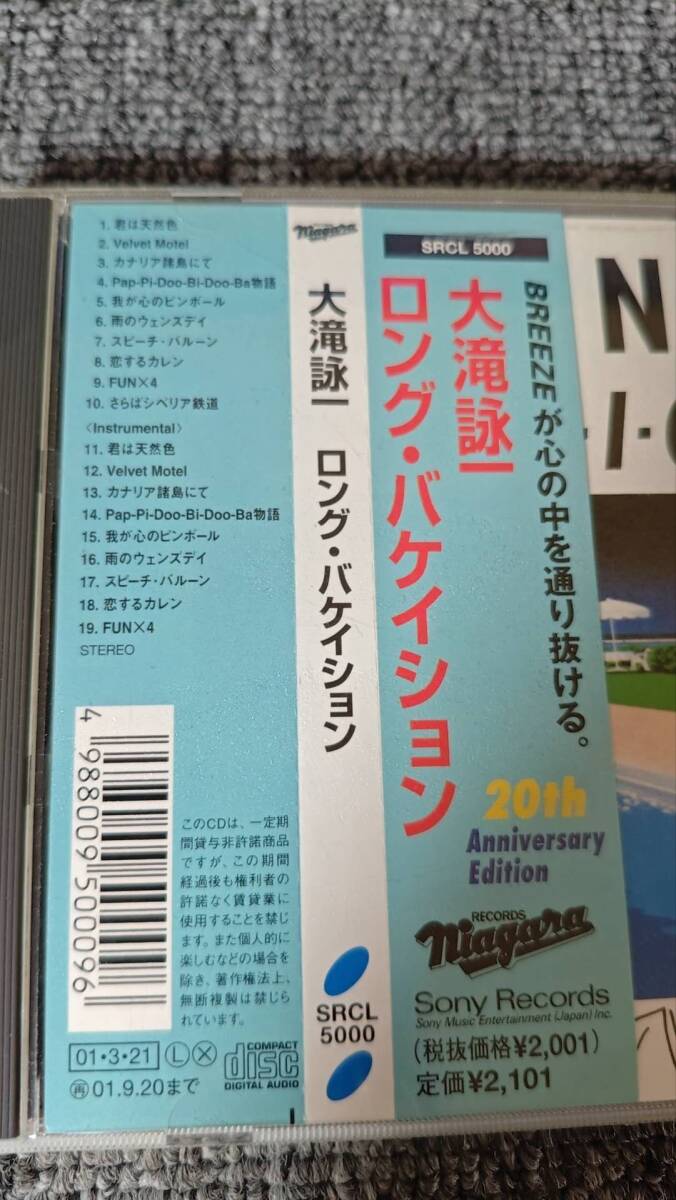 1. 君は天然色
2. Velvet Motel
3. カナリア諸島にて
4. Pap-Pi-Doo-Bi-Doo-Ba物語
5. 我が心のピンボール
6. 雨のウェンズデイ
7. スピーチ・バルーン
8. 恋するカレン
9. FUN×4
10. さらばシベリア鉄道
〈Instrumental〉
11. 君は天然色
12. Velvet Motel
13. カナリア諸島にて
14. Pap-Pi-Doo-Bi-Doo-Ba物語
15. 我が心のピンボール
16. 雨のウェンズデイ
17. スピーチ・バルーン
18. 恋するカレン
19. FUN×4
STEREO
4 988009 500096
このCDは、一定期
間貸与非許諾商品
ですが、この期間
経過後も権利者の
許諾なく賃貸業に
使用することを禁じ
ます。また個人的に
楽しむなどの場合を
除き、著作権法上、
無断複製は禁じら
れています。
01・3・21 L X
再01.9.20まで
COMPACT
disc
DIGITAL AUDIO
Niagara
大滝詠一 ロング・バケイション
SRCL
5000
SRCL 5000
BREEZEが心の中を通り抜ける。
大滝詠一
ロング・バケイション
20th
Anniversary
Edition
RECORDS
Niagara
Sony Records
Sony Music Entertainment (Japan) Inc.
(税抜価格¥2,001)
定価¥2,101
N
I・